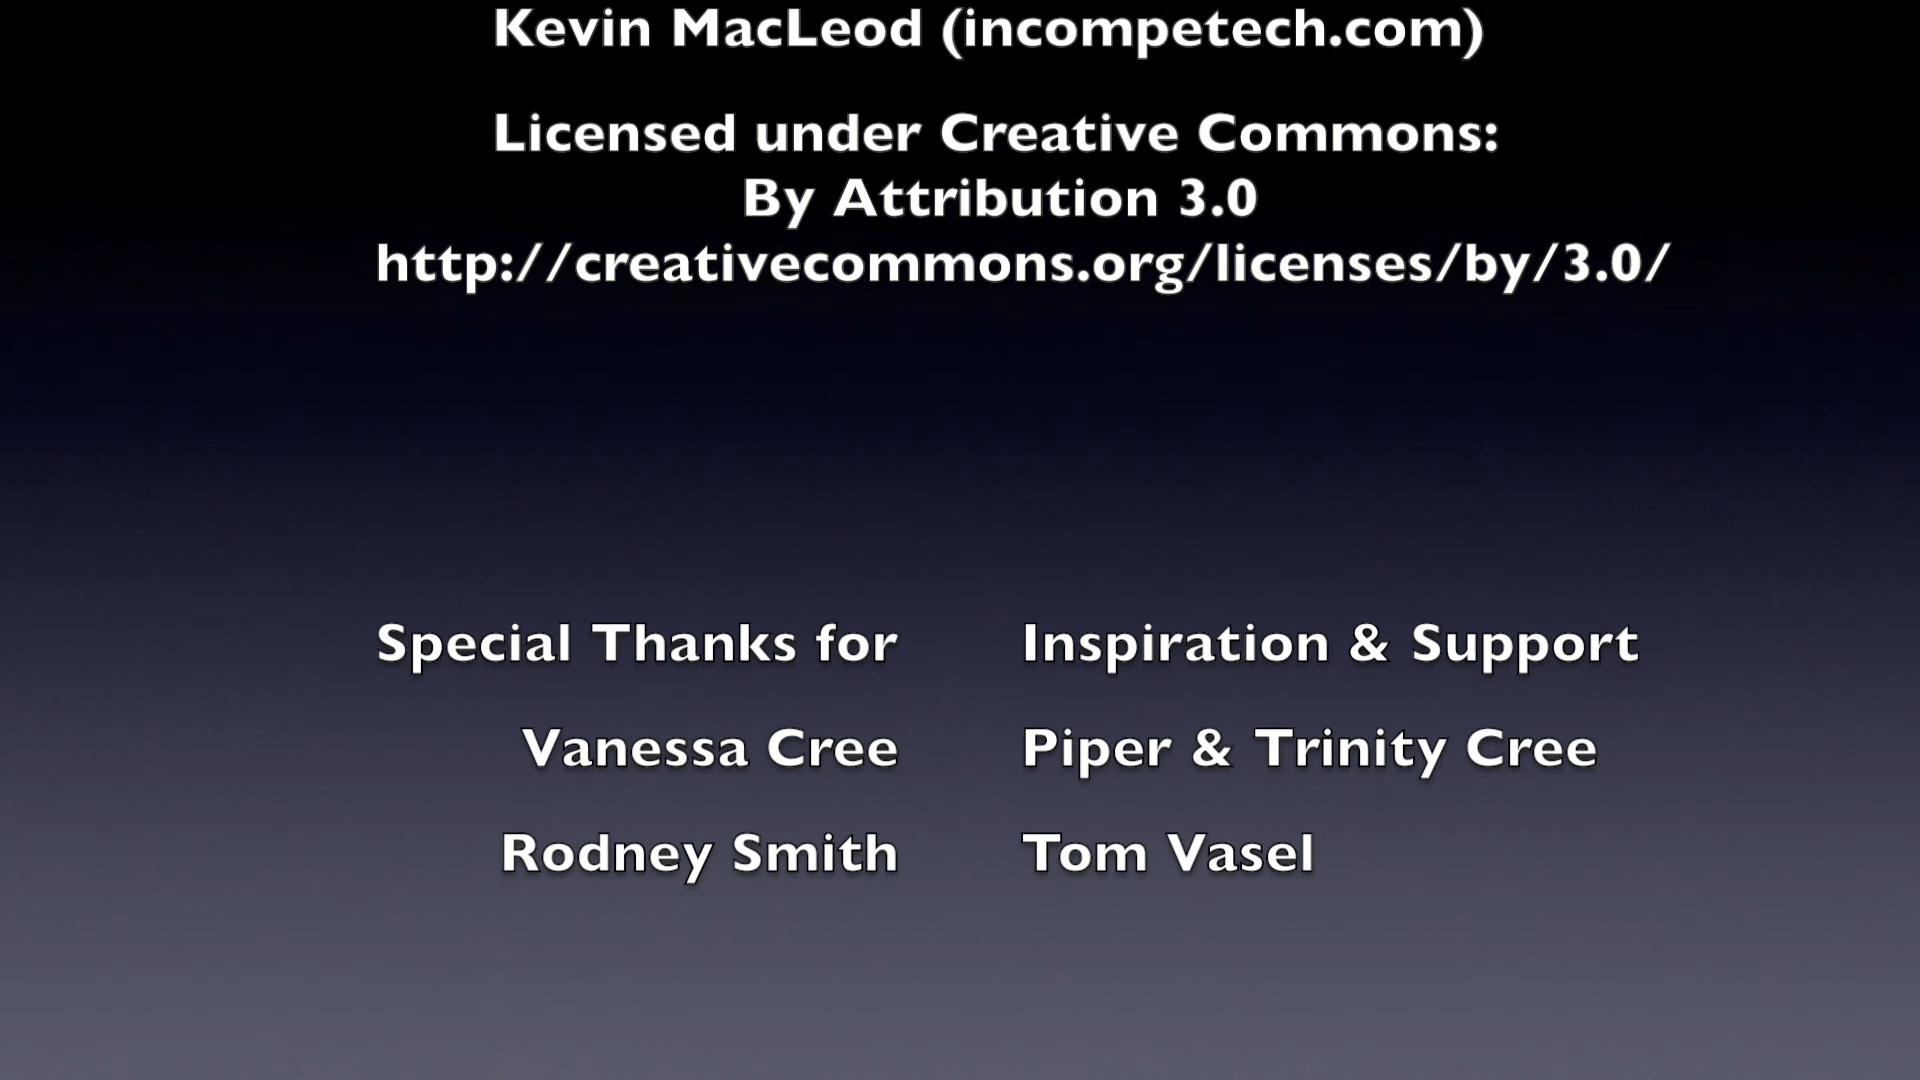 Kevin MacLeod (incompetech.com)
Licensed under Creative Commons:
By Attribution 3.0
http://creativecommons.org/licenses/by/3.0/
Special Thanks for Inspiration & Support
Vanessa Cree Piper & Trinity Cree
Rodney Smith Tom Vasel